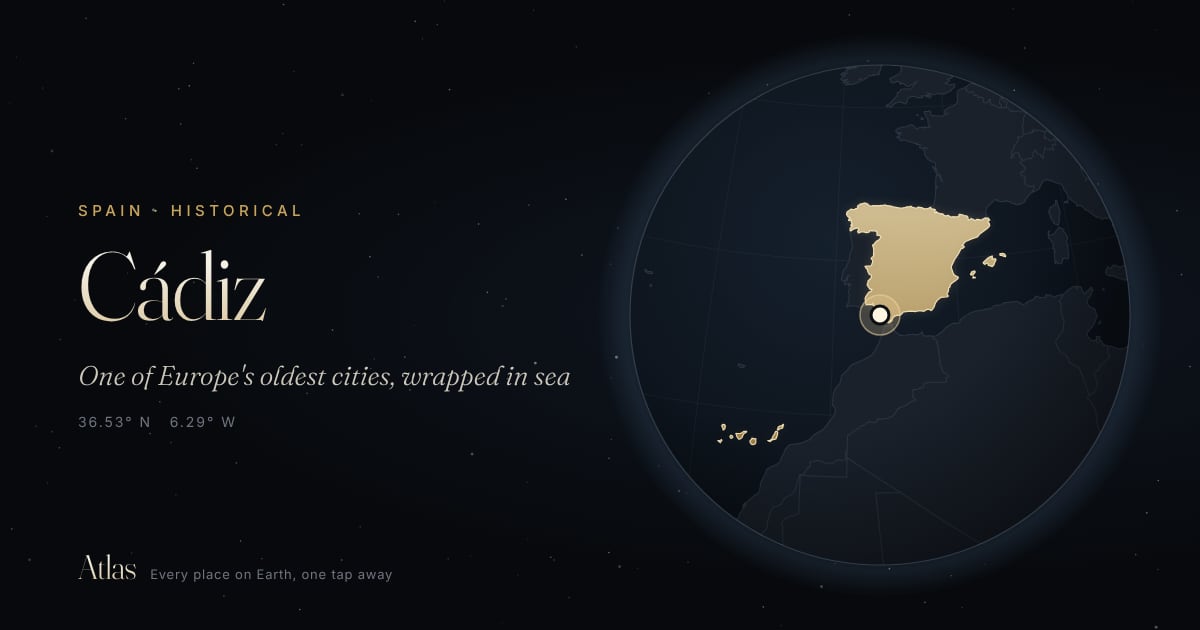 SPAIN · HISTORICAL
Cádiz
One of Europe's oldest cities, wrapped in sea
36.53° N 6.29° W
Atlas Every place on Earth, one tap away